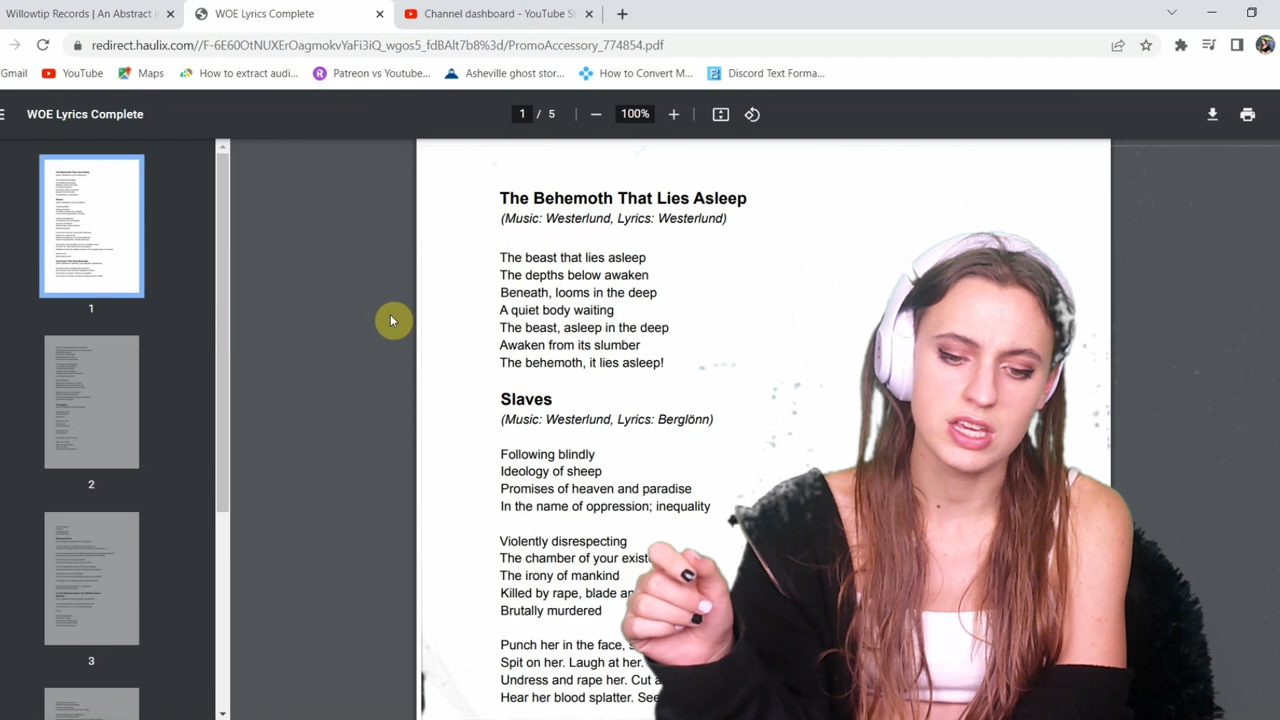 Willowtip Records | An Abstract I
WOE Lyrics Complete
Channel dashboard - YouTube St
redirect.haulix.com//F-6E60OtNUXErOagmokvYaFi3iQ_wgos5_fdBAlt7b8%3d/PromoAccessory_774854.pdf
Gmail
YouTube
Maps
How to extract audi...
Patreon vs Youtube...
Asheville ghost stor...
How to Convert M...
Discord Text Forma...
WOE Lyrics Complete
1 / 5
100%
1
2
3
Behemoth That Lies Asleep
(Music: Westerlund, Lyrics: Westerlund)
beast that lies asleep
The depths below awaken
Beneath, looms in the deep
A quiet body waiting
The beast, asleep in the deep
Awaken from its slumber
The behemoth, it lies asleep!
Slaves
(Music: Westerlund, Lyrics: Berglönn)
Following blindly
Ideology of sheep
Promises of heaven and paradise
In the name of oppression; inequality
disrespecting
member of your exist
The irony of mankind
by rape, blade
Brutally murdered
Punch her in the face,
Spit on her. Laugh at her.
Undress and rape her. Cut
Hear her blood splatter. See